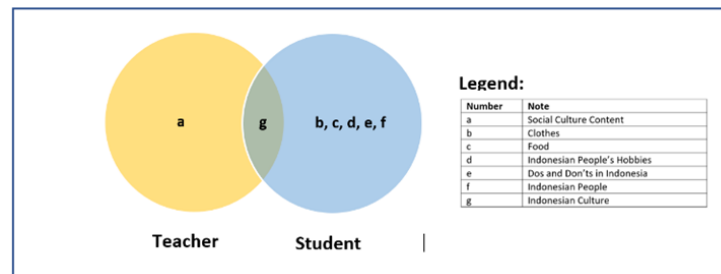 a
g
b, c, d, e, f
Teacher
Student
Legend:
Number Note
a Social Culture Content
b Clothes
c Food
d Indonesian People's Hobbies
e Dos and Don'ts in Indonesia
f Indonesian People
g Indonesian Culture